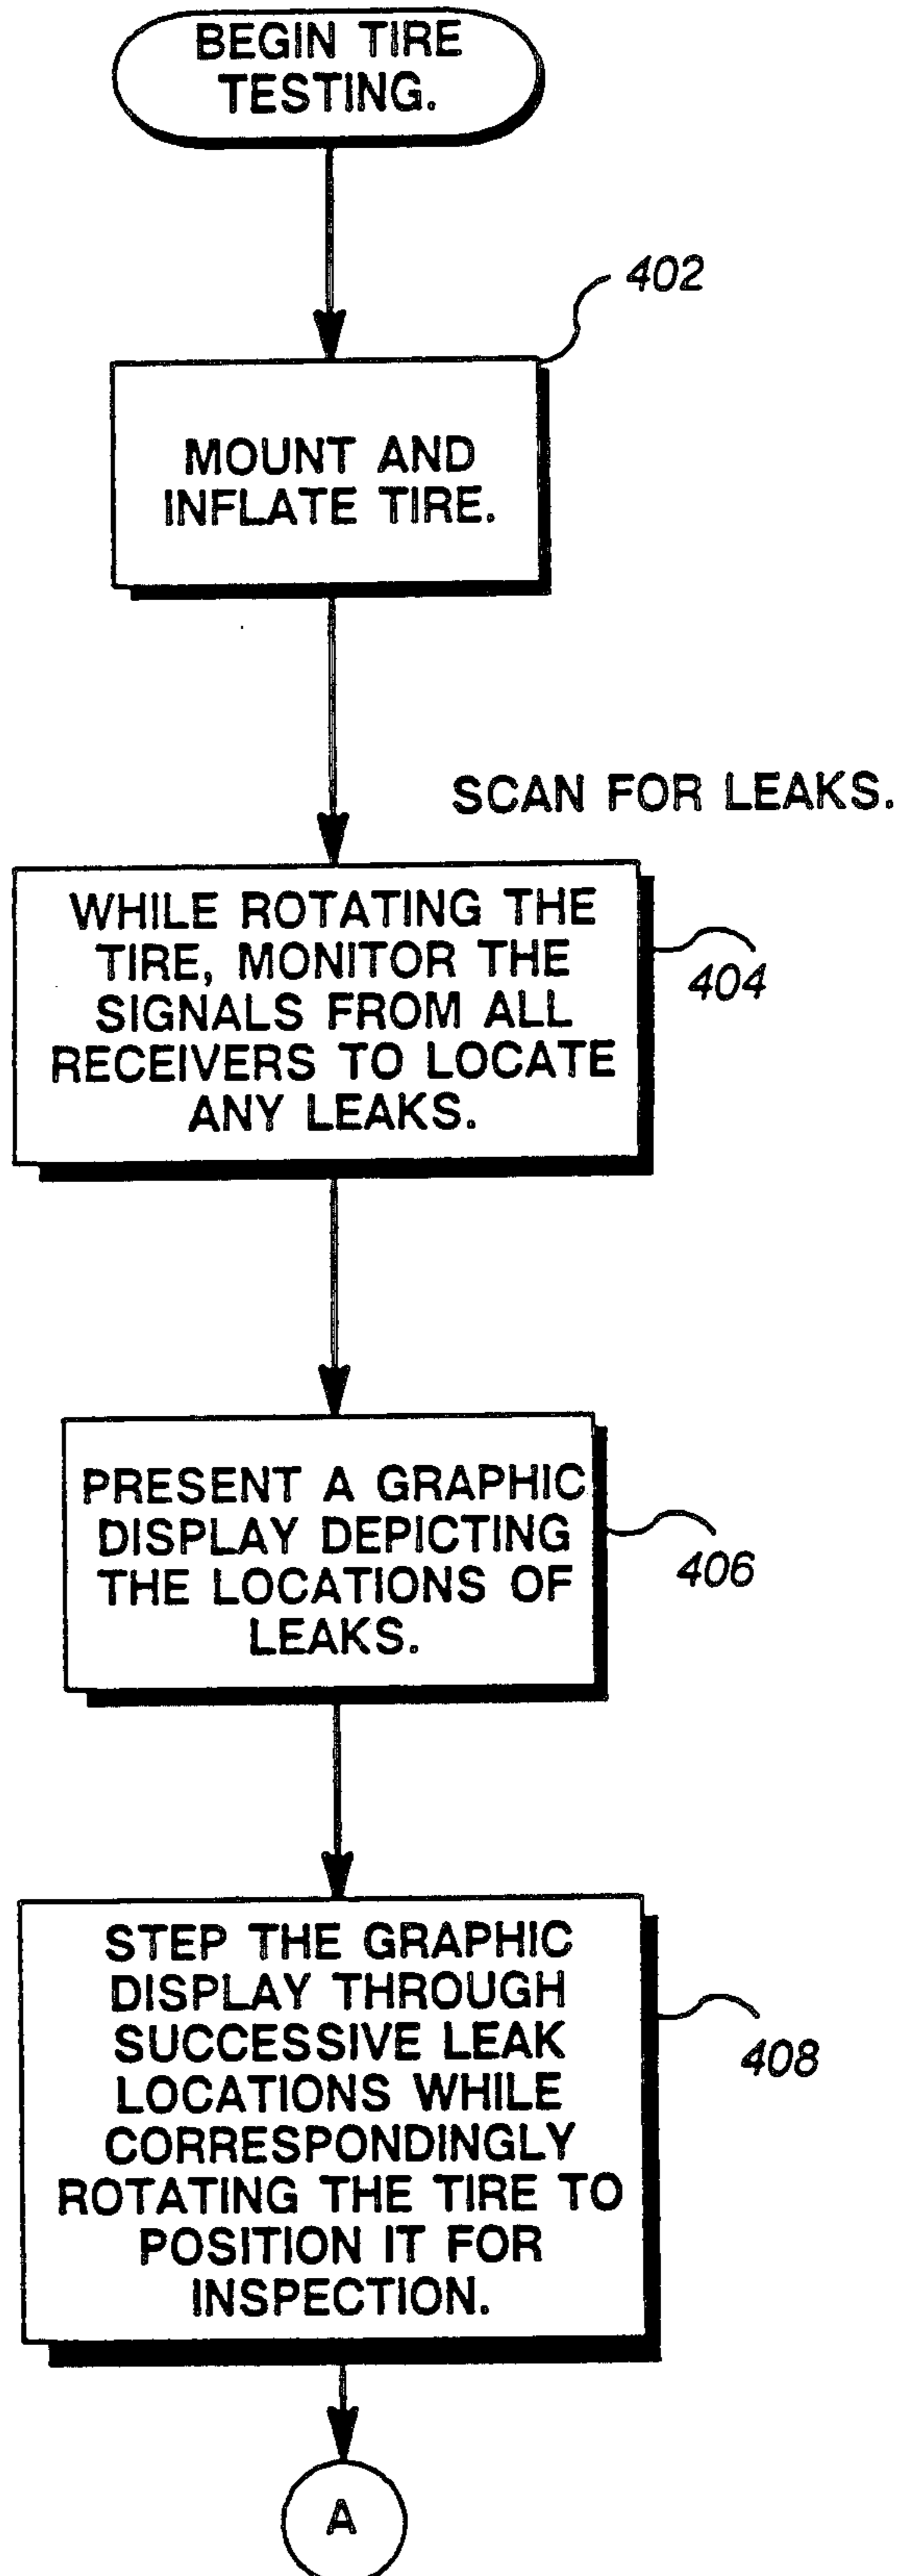 BEGIN TIRE
TESTING.
402
MOUNT AND
INFLATE TIRE.
SCAN FOR LEAKS.
WHILE ROTATING THE
TIRE, MONITOR THE
SIGNALS FROM ALL
RECEIVERS TO LOCATE
ANY LEAKS.
404
PRESENT A GRAPHIC
DISPLAY DEPICTING
THE LOCATIONS OF
LEAKS.
406
STEP THE GRAPHIC
DISPLAY THROUGH
SUCCESSIVE LEAK
LOCATIONS WHILE
CORRESPONDINGLY
ROTATING THE TIRE TO
POSITION IT FOR
INSPECTION.
408
A